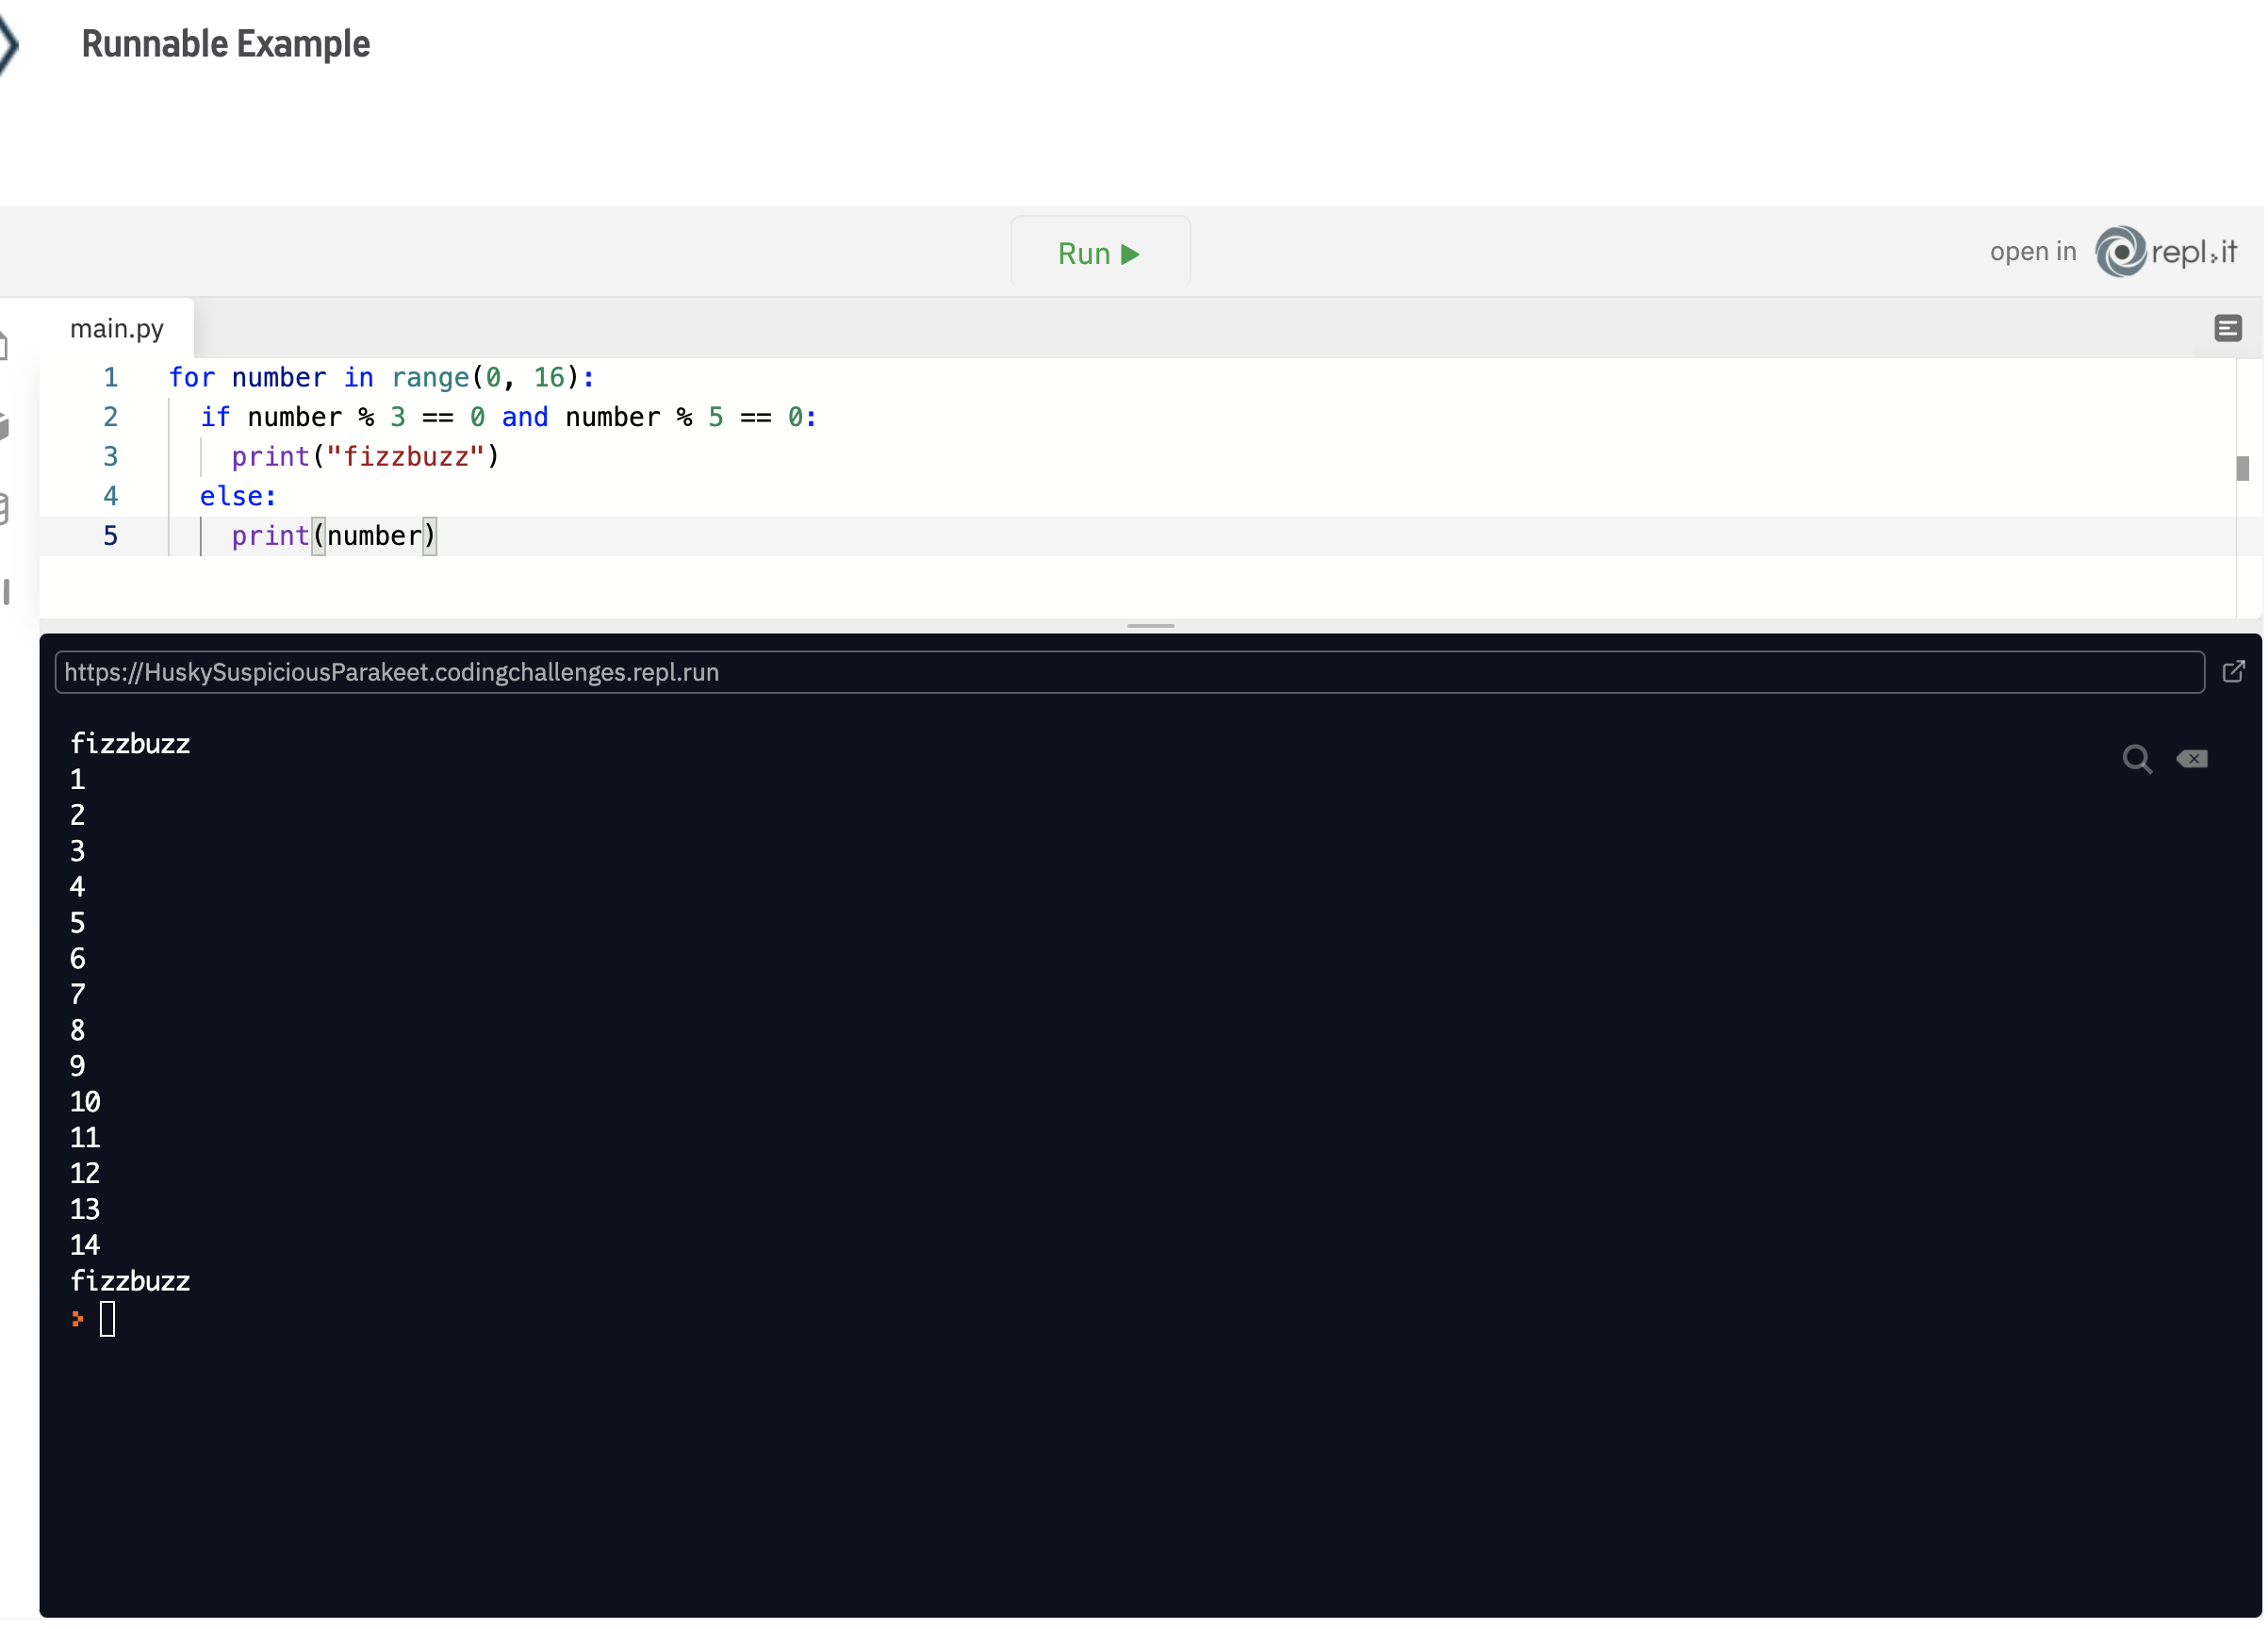 Runnable Example
Run
open in repl.it
main.py
1 for number in range(0, 16):
2   if number % 3 == 0 and number % 5 == 0:
3     print("fizzbuzz")
4   else:
5     print(number)
https://HuskySuspiciousParakeet.codingchallenges.repl.run
fizzbuzz
1
2
3
4
5
6
7
8
9
10
11
12
13
14
fizzbuzz